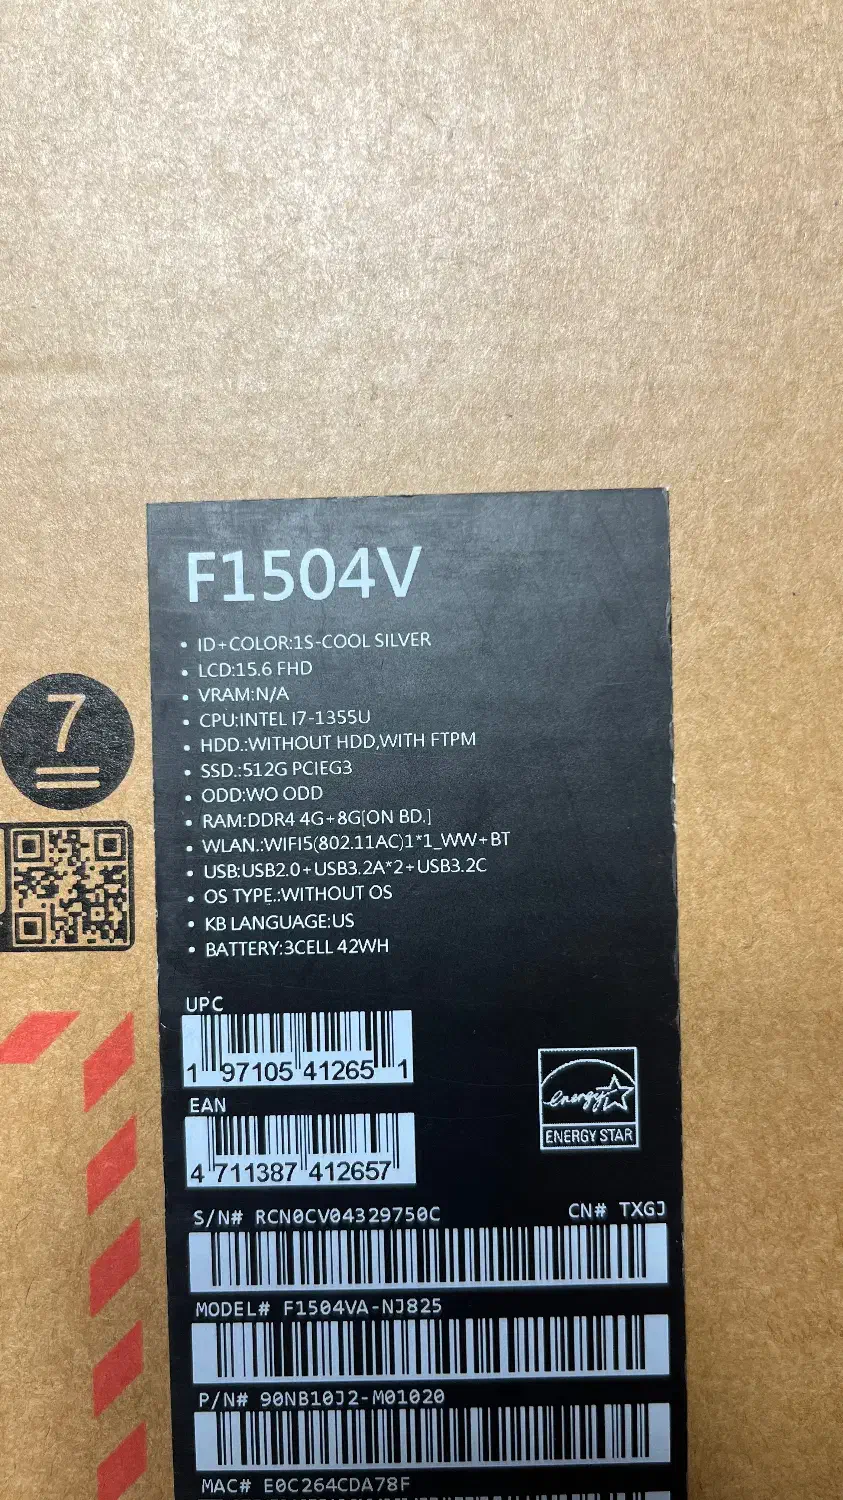 F1504V
• ID+COLOR:1S-COOL SILVER
• LCD:15.6 FHD
• VRAM:N/A
• CPU:INTEL I7-1355U
• HDD.:WITHOUT HDD,WITH FTPM
• SSD.:512G PCIEG3
• ODD:WO ODD
• RAM:DDR4 4G+8G[ON BD.]
• WLAN.:WIFI5(802.11AC)1*1_WW+BT
• USB:USB2.0+USB3.2A*2+USB3.2C
• OS TYPE.:WITHOUT OS
• KB LANGUAGE:US
• BATTERY:3CELL 42WH
7
UPC
1 97105 41265 1
EAN
4 711387 412657
energy
ENERGY STAR
S/N# RCN0CV04329750C CN# TXGJ
MODEL# F1504VA-NJ825
P/N# 90NB10J2-M01020
MAC# E0C264CDA78F